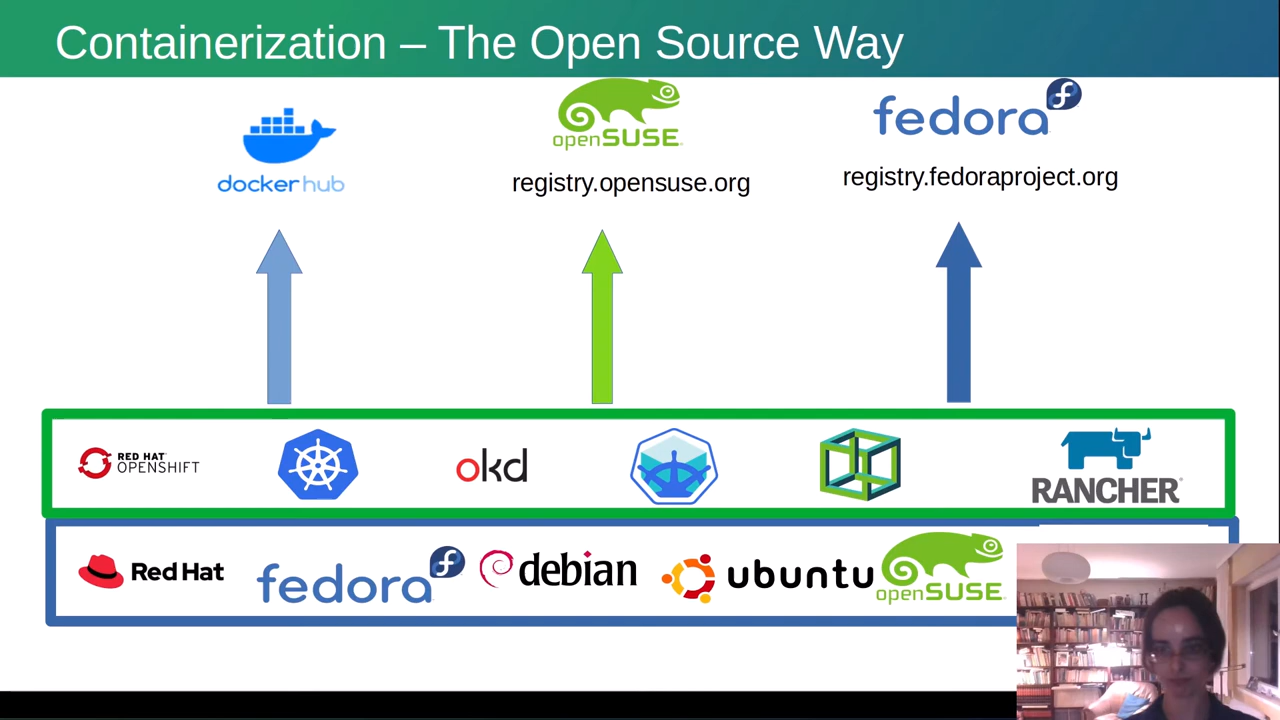 Containerization – The Open Source Way
docker hub
openSUSE
registry.opensuse.org
fedora
registry.fedoraproject.org
RED HAT
OPENSHIFT
okd
RANCHER
Red Hat
fedora
debian
ubuntu
openSUSE